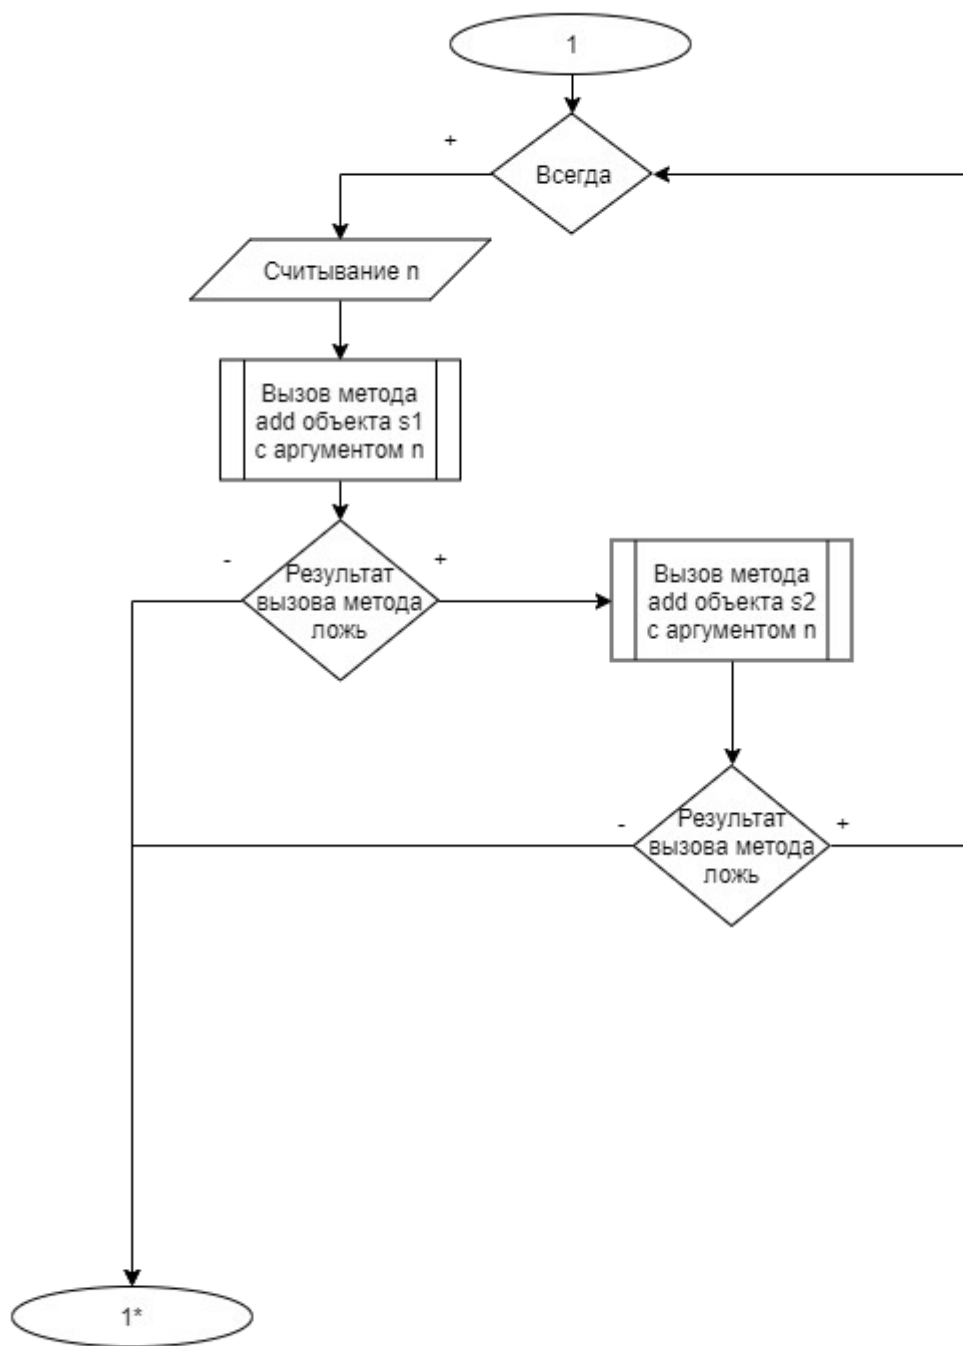 1
+
Всегда
Считывание n
Вызов метода
add объекта s1
с аргументом n
-
+
Результат
вызова метода
ложь
Вызов метода
add объекта s2
с аргументом n
-
+
Результат
вызова метода
ложь
1*